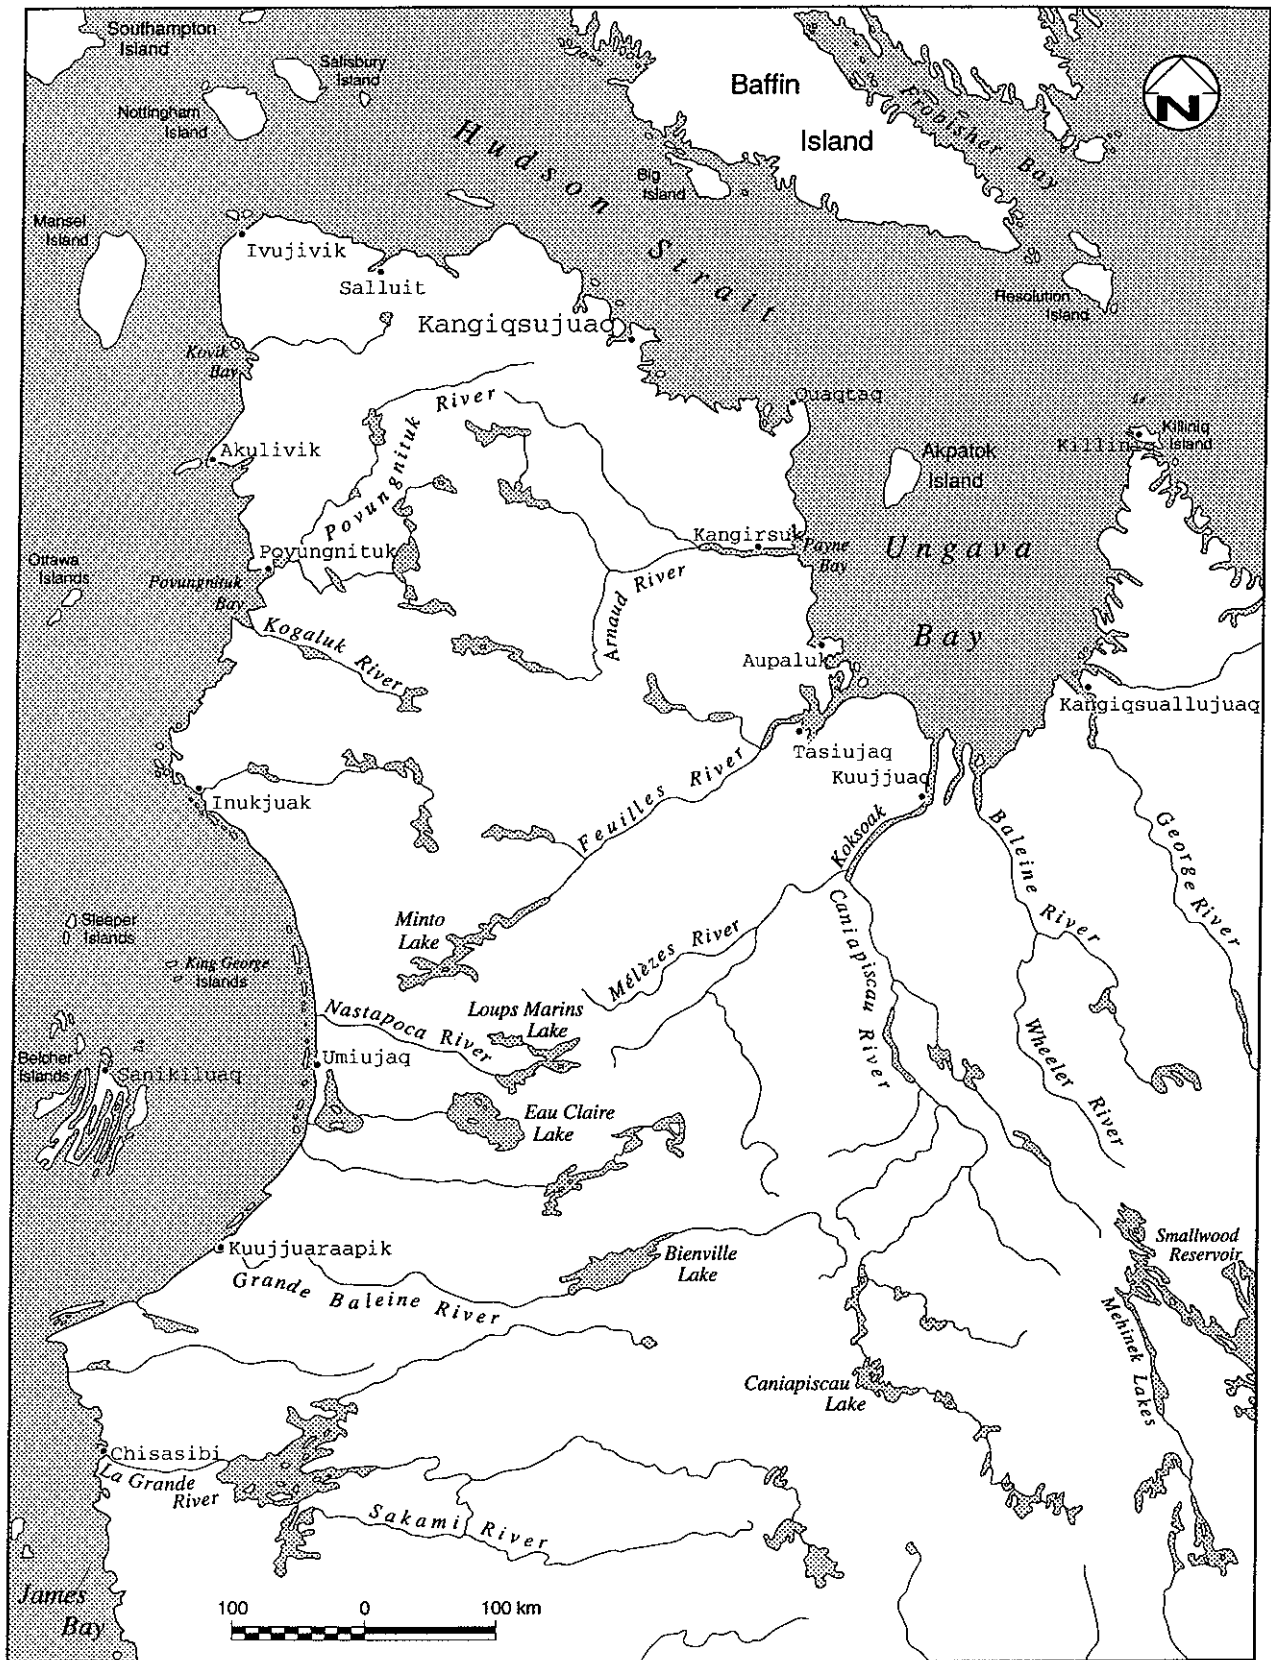 Southampton
Island
Salisbury
Island
Nottingham
Island
Baffin
Island
N
Frobisher Bay
Hudson Strait
Big
Island
Mansel
Island
Ivujivik
Salluit
Resolution
Island
Kangiqsujuaq
Kovik
Bay
Quaqtaq
Povungnituk River
Killiniq
Island
Killiniq
Akulivik
Akpatok
Island
Kangirsuk
Payne
Bay
Ungava
Bay
Povungnituk
Ottawa
Islands
Povungnituk
Bay
Arnaud River
Kogaluk River
Aupaluk
Kangiqsuallujuaq
Tasiujaq
Kuujjuaq
Inukjuak
Feuilles River
Koksoak
Baleine River
George River
Sleeper
Islands
Minto
Lake
King George
Islands
Mélèzes River
Caniapiscau River
Nastapoca River
Loups Marins
Lake
Wheeler River
Umiujaq
Belcher
Islands
Sanikiluaq
Eau Claire
Lake
Kuujjuaraapik
Bienville
Lake
Smallwood
Reservoir
Grande Baleine River
Mehinek Lakes
Caniapiscau
Lake
Chisasibi
La Grande
River
Sakami River
James
Bay
100 0 100 km